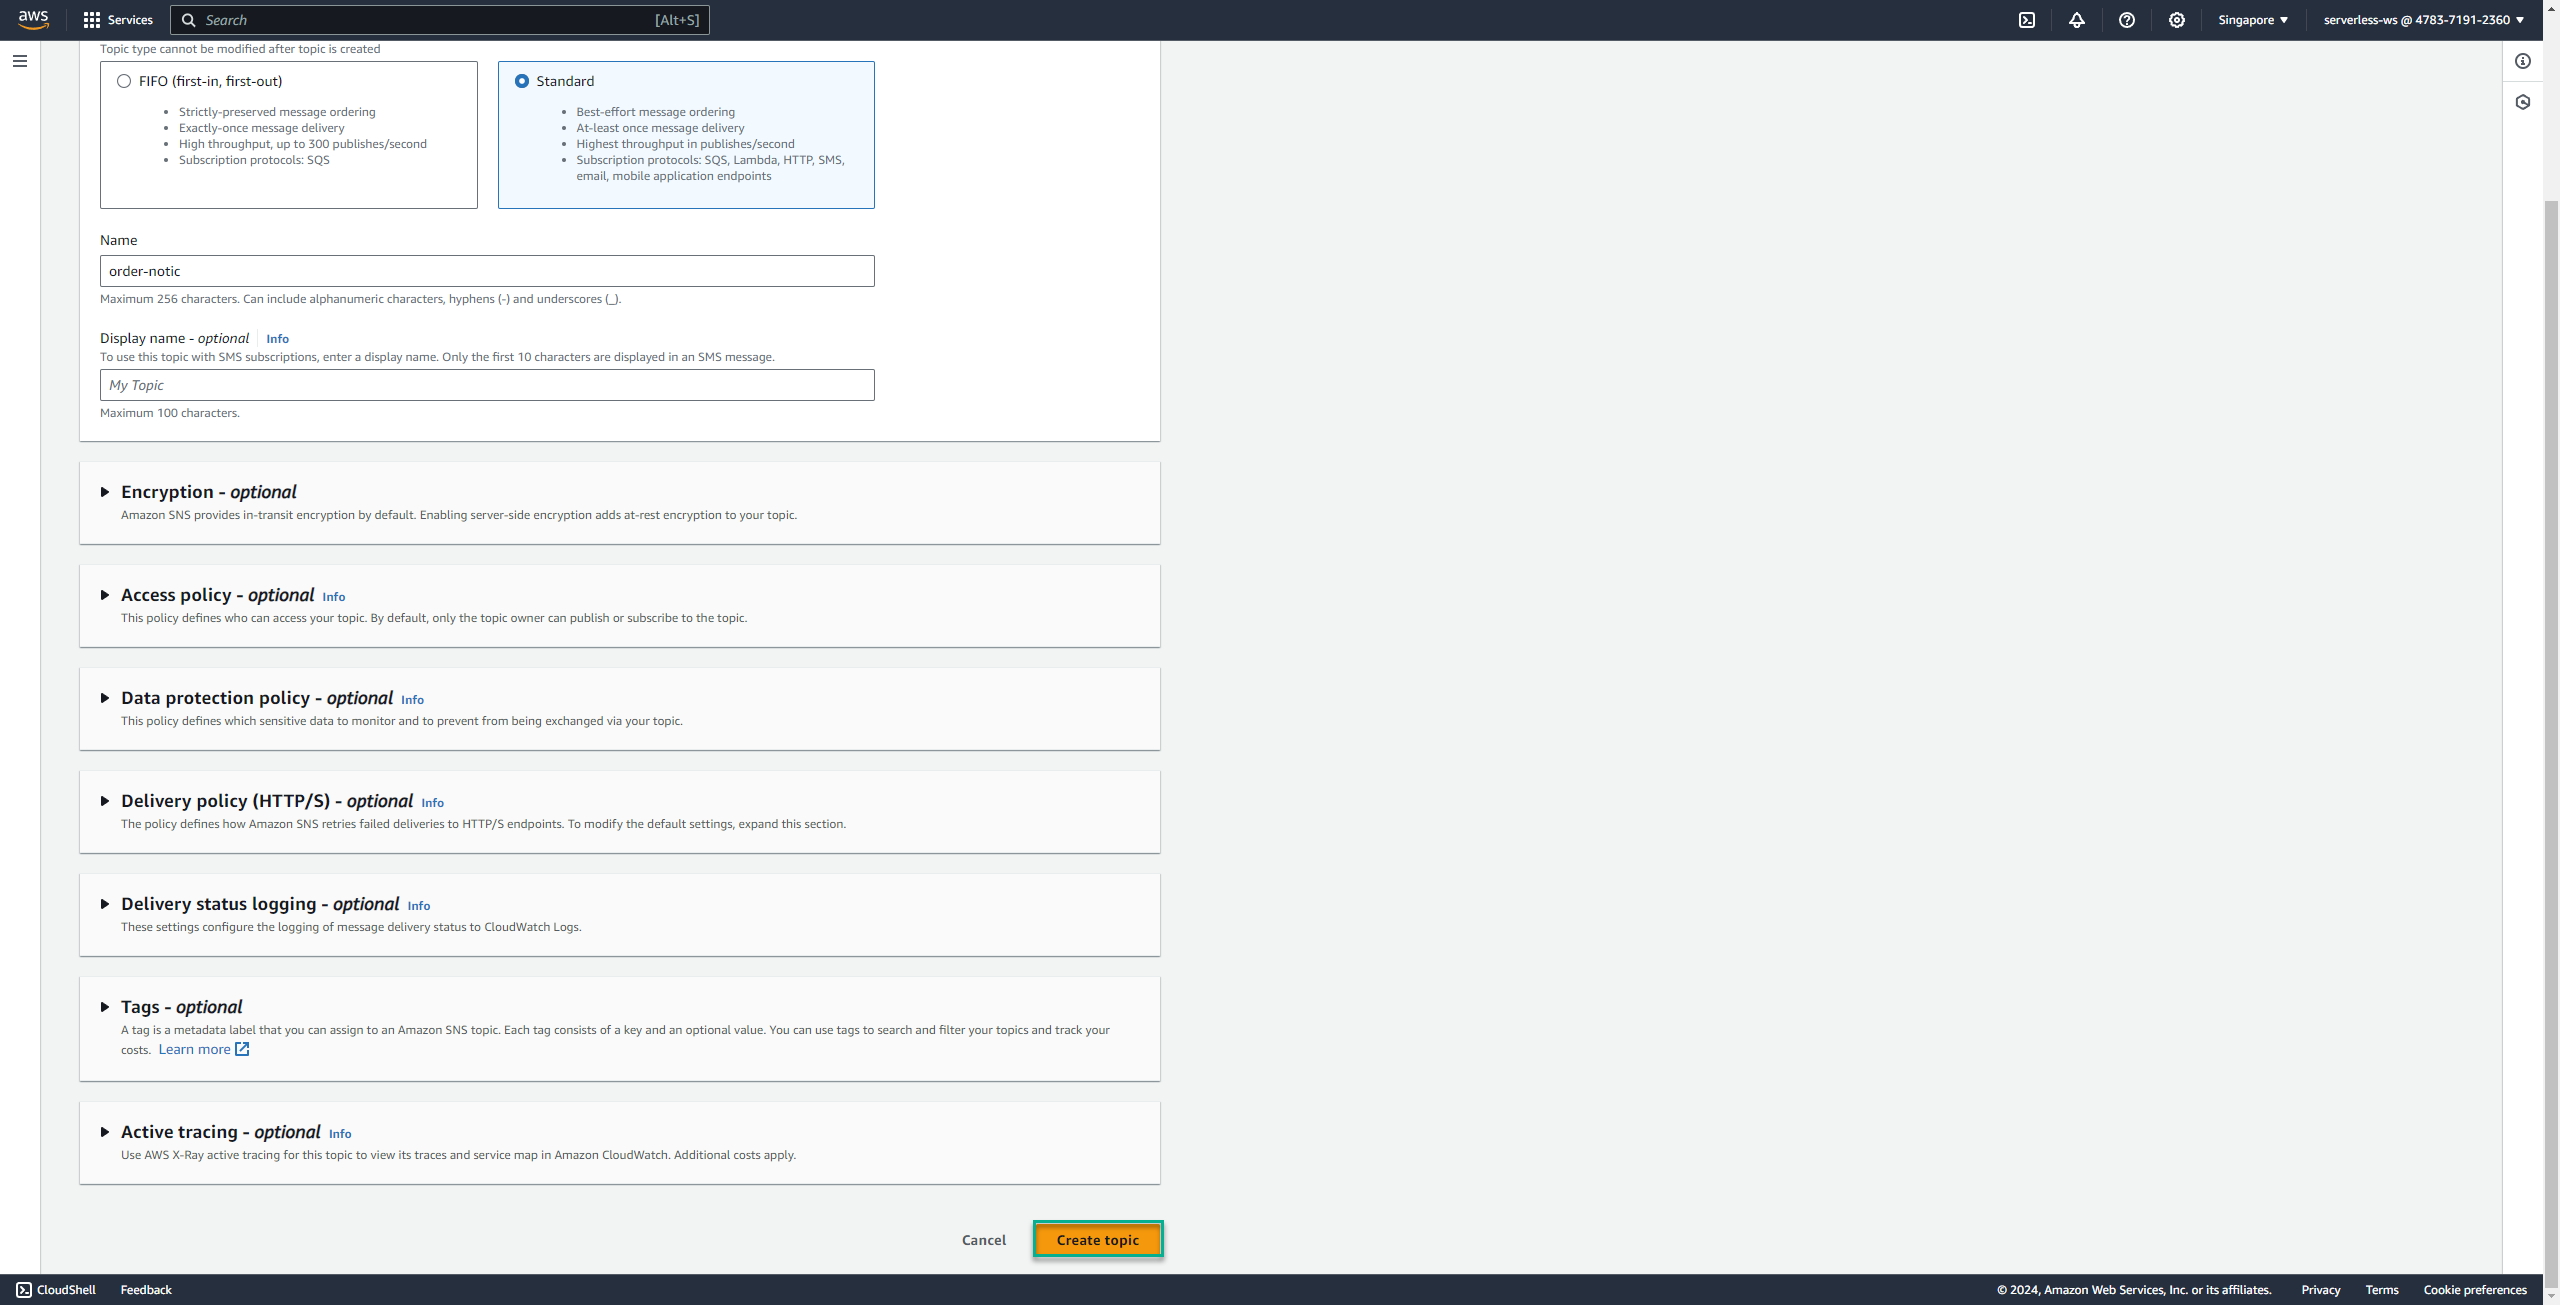 aws
Services
Search
[Alt+S]
Singapore ▼
serverless-ws @ 4783-7191-2360 ▼
Topic type cannot be modified after topic is created
FIFO (first-in, first-out)
• Strictly-preserved message ordering
• Exactly-once message delivery
• High throughput, up to 300 publishes/second
• Subscription protocols: SQS
Standard
• Best-effort message ordering
• At-least once message delivery
• Highest throughput in publishes/second
• Subscription protocols: SQS, Lambda, HTTP, SMS,
email, mobile application endpoints
Name
order-notic
Maximum 256 characters. Can include alphanumeric characters, hyphens (-) and underscores (_).
Display name - optional Info
To use this topic with SMS subscriptions, enter a display name. Only the first 10 characters are displayed in an SMS message.
My Topic
Maximum 100 characters.
Encryption - optional
Amazon SNS provides in-transit encryption by default. Enabling server-side encryption adds at-rest encryption to your topic.
Access policy - optional Info
This policy defines who can access your topic. By default, only the topic owner can publish or subscribe to the topic.
Data protection policy - optional Info
This policy defines which sensitive data to monitor and to prevent from being exchanged via your topic.
Delivery policy (HTTP/S) - optional Info
The policy defines how Amazon SNS retries failed deliveries to HTTP/S endpoints. To modify the default settings, expand this section.
Delivery status logging - optional Info
These settings configure the logging of message delivery status to CloudWatch Logs.
Tags - optional
A tag is a metadata label that you can assign to an Amazon SNS topic. Each tag consists of a key and an optional value. You can use tags to search and filter your topics and track your
costs. Learn more
Active tracing - optional Info
Use AWS X-Ray active tracing for this topic to view its traces and service map in Amazon CloudWatch. Additional costs apply.
Cancel
Create topic
CloudShell
Feedback
© 2024, Amazon Web Services, Inc. or its affiliates.
Privacy
Terms
Cookie preferences